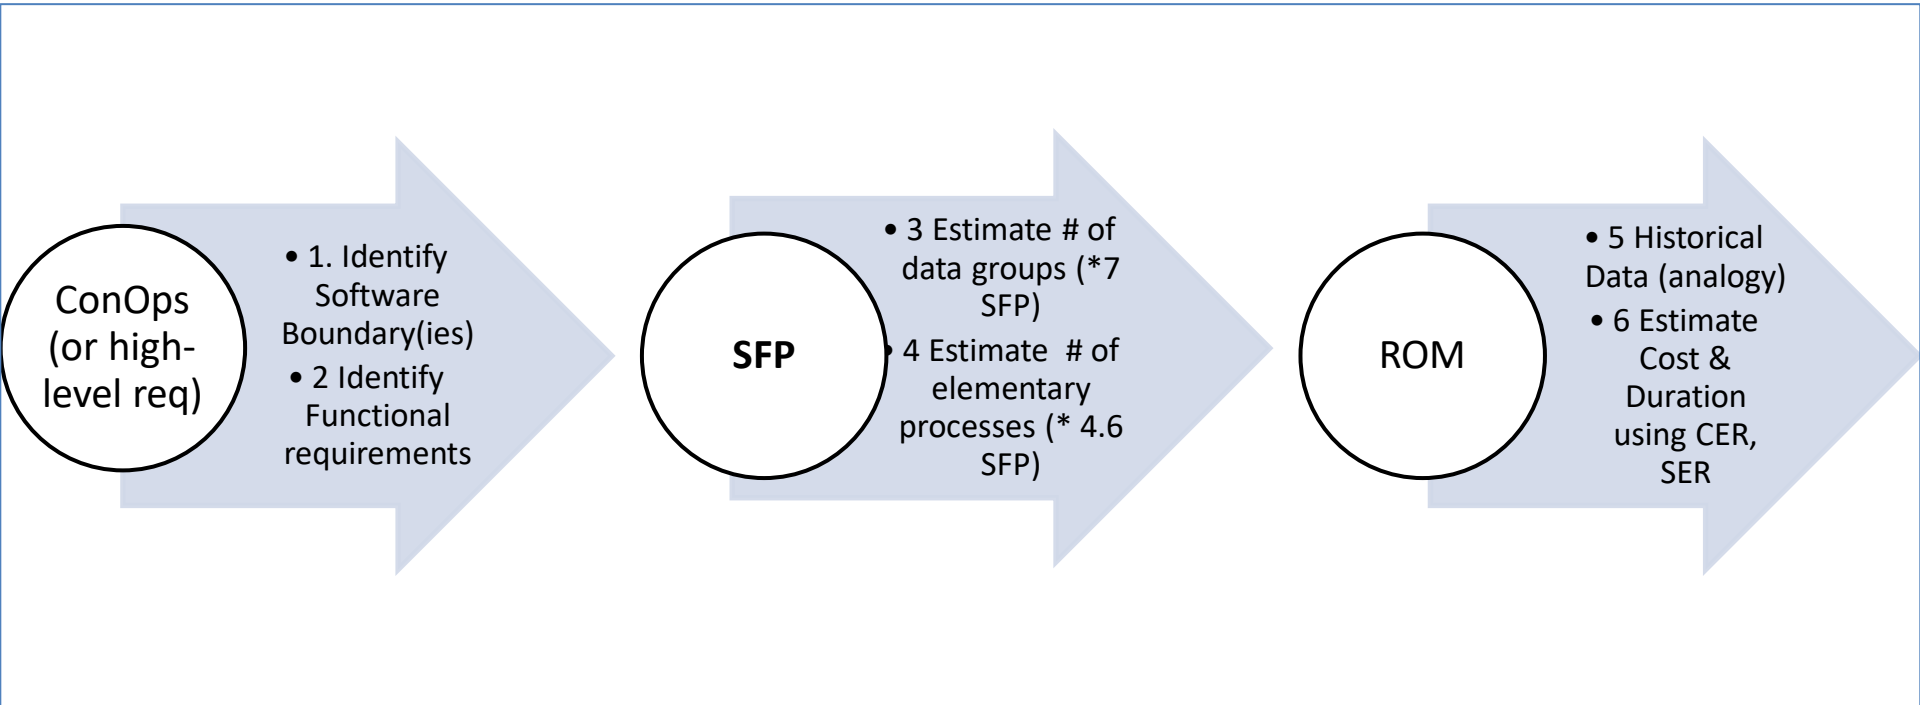 ConOps
(or high-
level req)
• 1. Identify
Software
Boundary(ies)
• 2 Identify
Functional
requirements
SFP
• 3 Estimate # of
data groups (*7
SFP)
• 4 Estimate # of
elementary
processes (* 4.6
SFP)
ROM
• 5 Historical
Data (analogy)
• 6 Estimate
Cost &
Duration
using CER,
SER